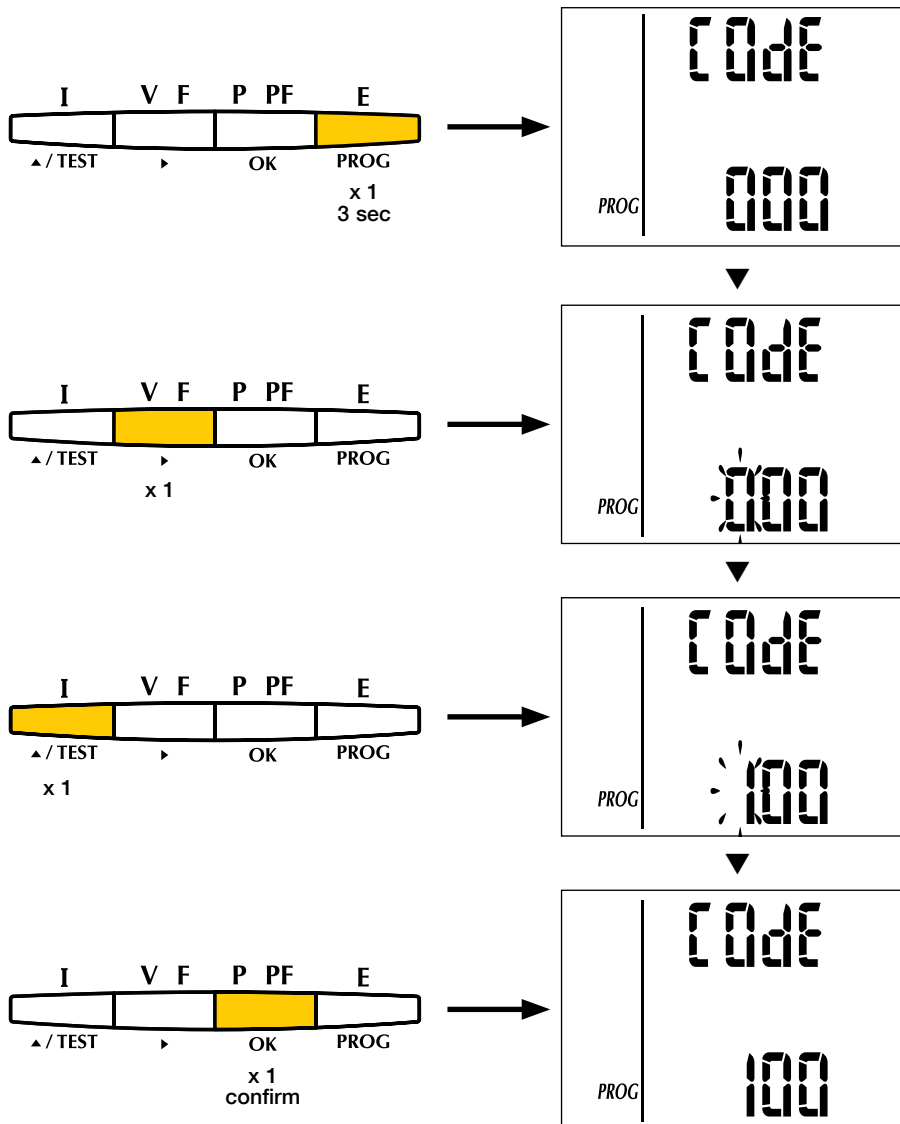 I V F P PF E
▲ / TEST ▶ OK PROG
x 1
3 sec
COdE
PROG 000
I V F P PF E
▲ / TEST ▶ OK PROG
x 1
COdE
PROG 000
I V F P PF E
▲ / TEST ▶ OK PROG
x 1
COdE
PROG 100
I V F P PF E
▲ / TEST ▶ OK PROG
x 1
confirm
COdE
PROG 100